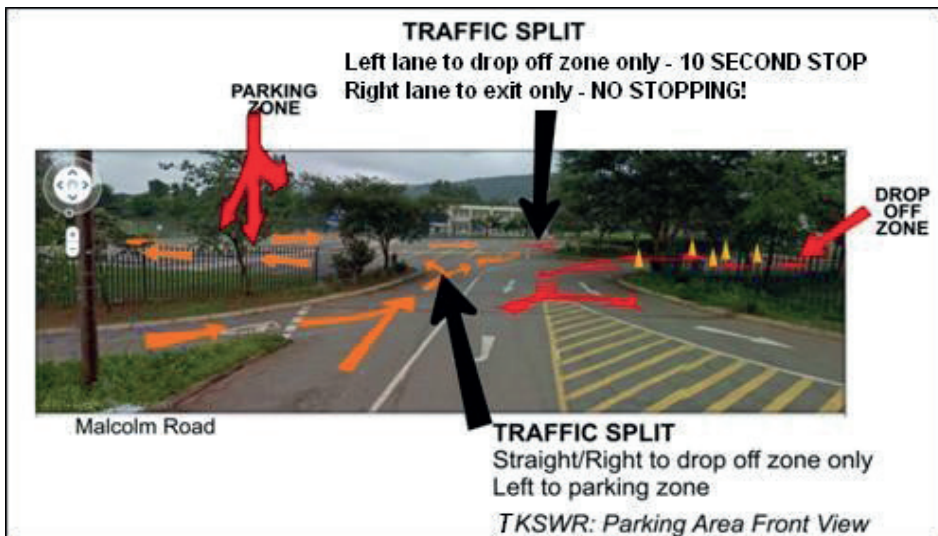 TRAFFIC SPLIT
Left lane to drop off zone only - 10 SECOND STOP
Right lane to exit only - NO STOPPING!
PARKING
ZONE
DROP
OFF
ZONE
Malcolm Road
TRAFFIC SPLIT
Straight/Right to drop off zone only
Left to parking zone
TKSWR: Parking Area Front View